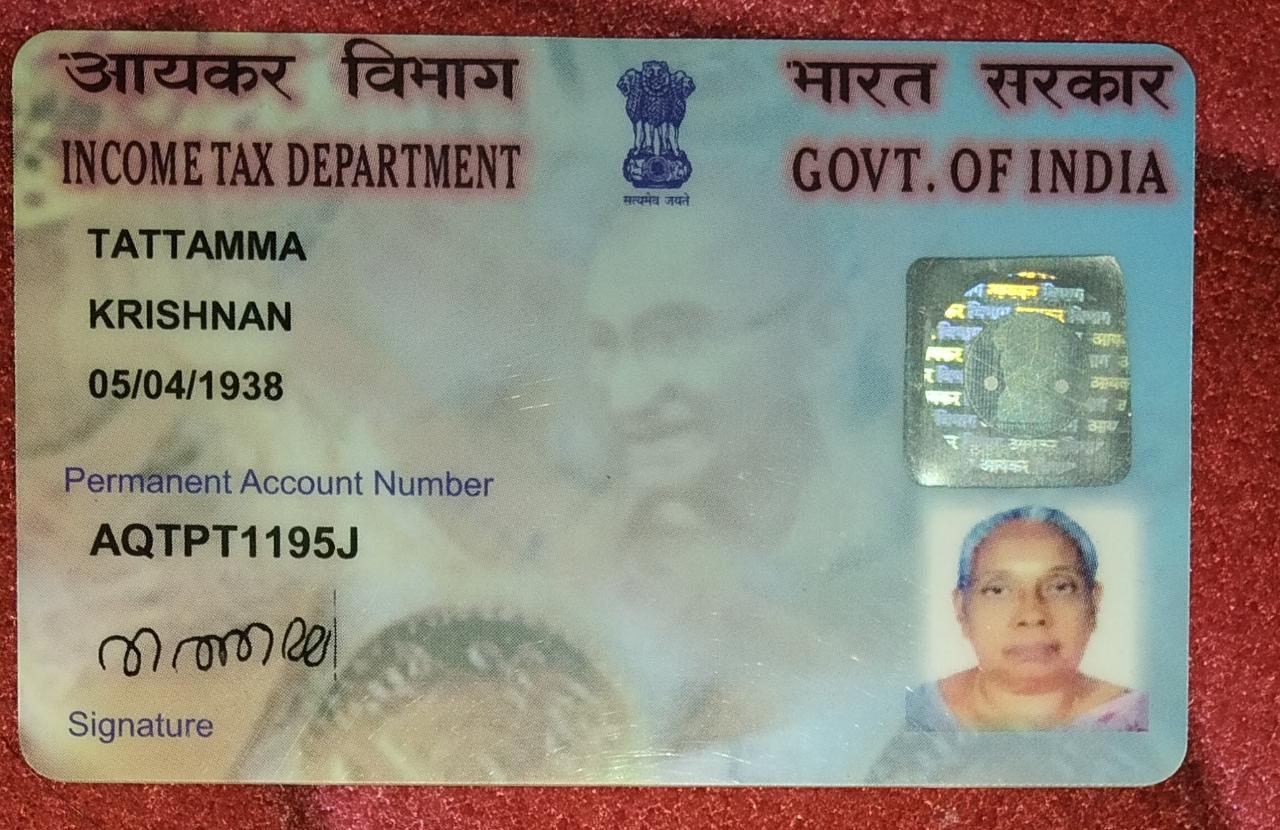 आयकर विभाग
INCOME TAX DEPARTMENT
भारत सरकार
GOVT. OF INDIA
सत्यमेव जयते
TATTAMMA
KRISHNAN
05/04/1938
Permanent Account Number
AQTPT1195J
Signature